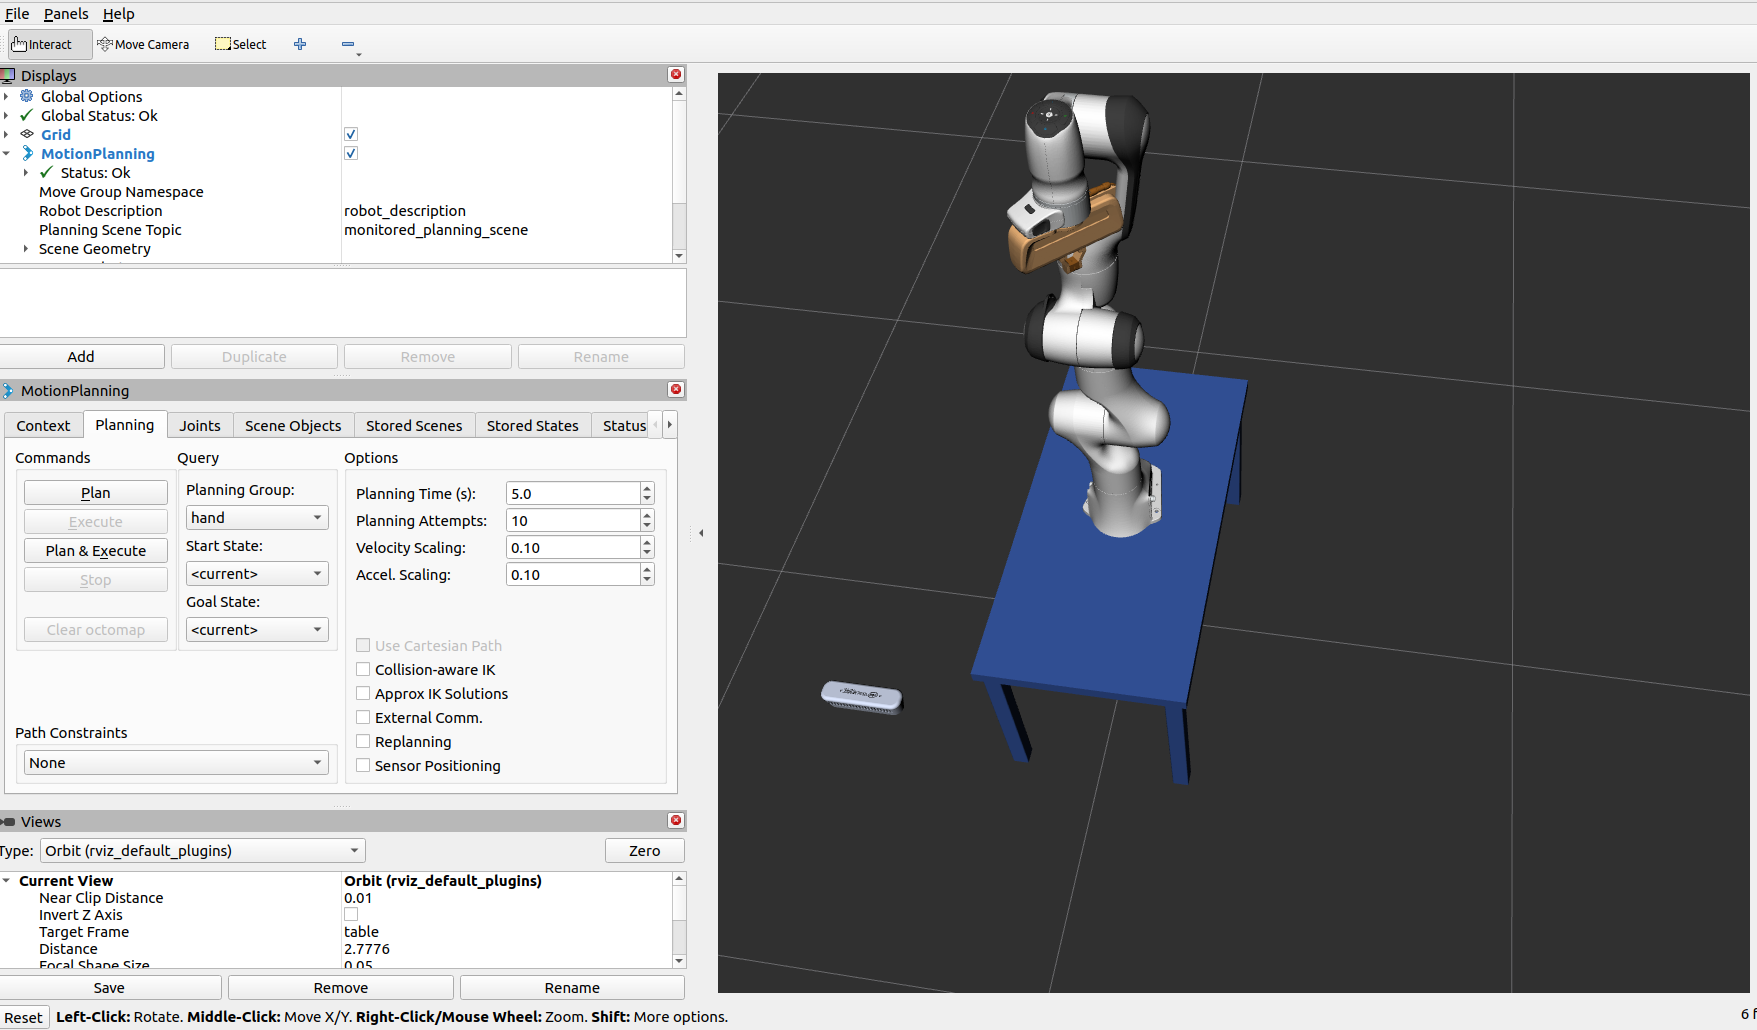 File Panels Help
Interact Move Camera Select
Displays
Global Options
Global Status: Ok
Grid
MotionPlanning
Status: Ok
Move Group Namespace
Robot Description robot_description
Planning Scene Topic monitored_planning_scene
Scene Geometry
Add Duplicate Remove Rename
MotionPlanning
Context Planning Joints Scene Objects Stored Scenes Stored States Status
Commands Query Options
Plan
Execute
Plan & Execute
Stop
Clear octomap
Planning Group:
hand
Start State:
<current>
Goal State:
<current>
Planning Time (s): 5.0
Planning Attempts: 10
Velocity Scaling: 0.10
Accel. Scaling: 0.10
Use Cartesian Path
Collision-aware IK
Approx IK Solutions
External Comm.
Replanning
Sensor Positioning
Path Constraints
None
Views
Type: Orbit (rviz_default_plugins) Zero
Current View Orbit (rviz_default_plugins)
Near Clip Distance 0.01
Invert Z Axis
Target Frame table
Distance 2.7776
Focal Shape Size 0.05
Save Remove Rename
Reset Left-Click: Rotate. Middle-Click: Move X/Y. Right-Click/Mouse Wheel: Zoom. Shift: More options.
6 f